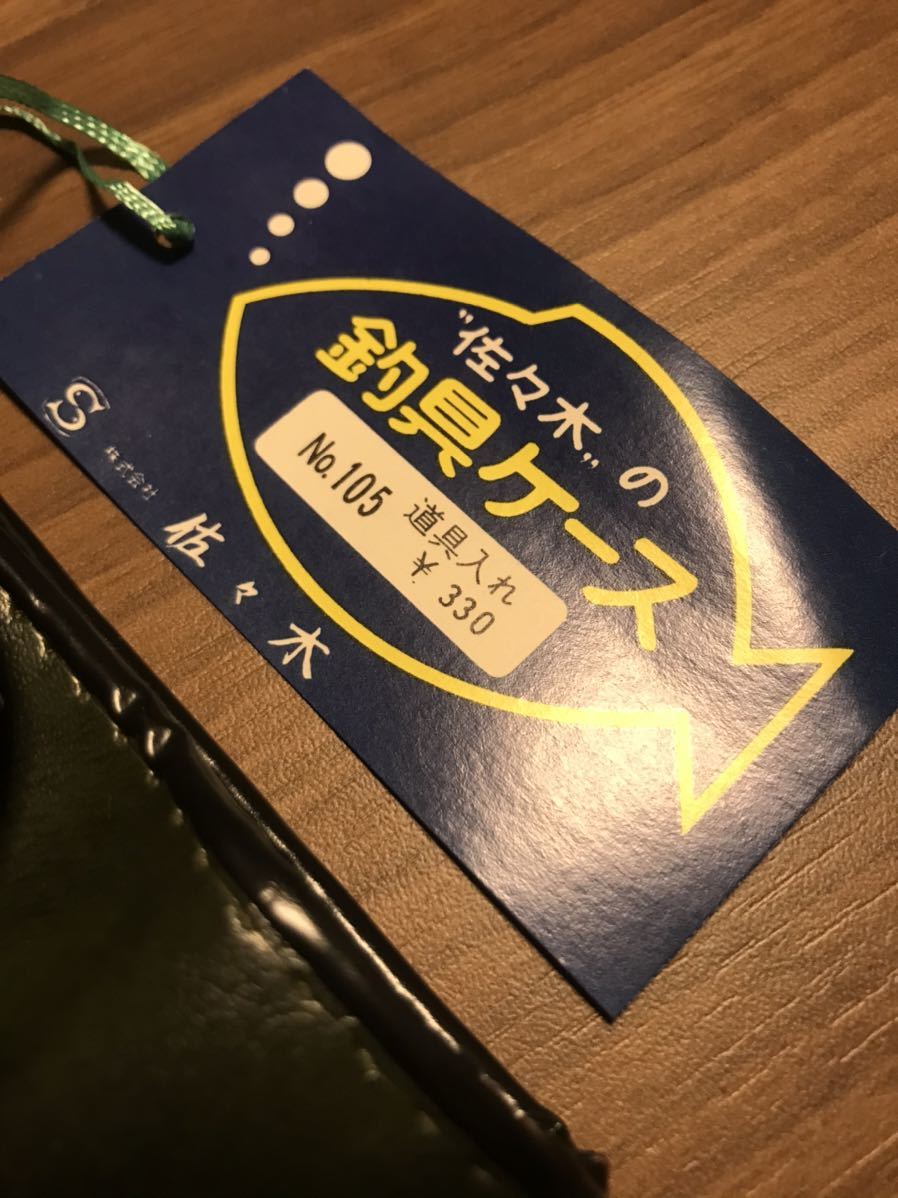 "佐々木"の
釣具ケース
No.105 道具入れ
¥ 330
S
株式会社
佐々木